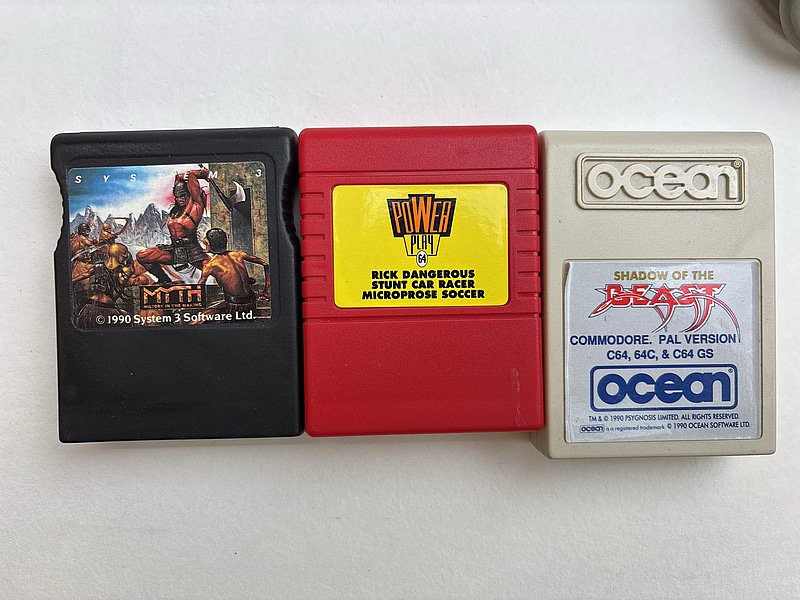 SYSTEM 3
MYTH
HISTORY IN THE MAKING
© 1990 System 3 Software Ltd.
POWER
PLAY
64
RICK DANGEROUS
STUNT CAR RACER
MICROPROSE SOCCER
ocean®
SHADOW OF THE
BEAST
COMMODORE. PAL VERSION
C64, 64C, & C64 GS
ocean®
TM & © 1990 PSYGNOSIS LIMITED. ALL RIGHTS RESERVED.
ocean is a registered trademark © 1990 OCEAN SOFTWARE LTD.